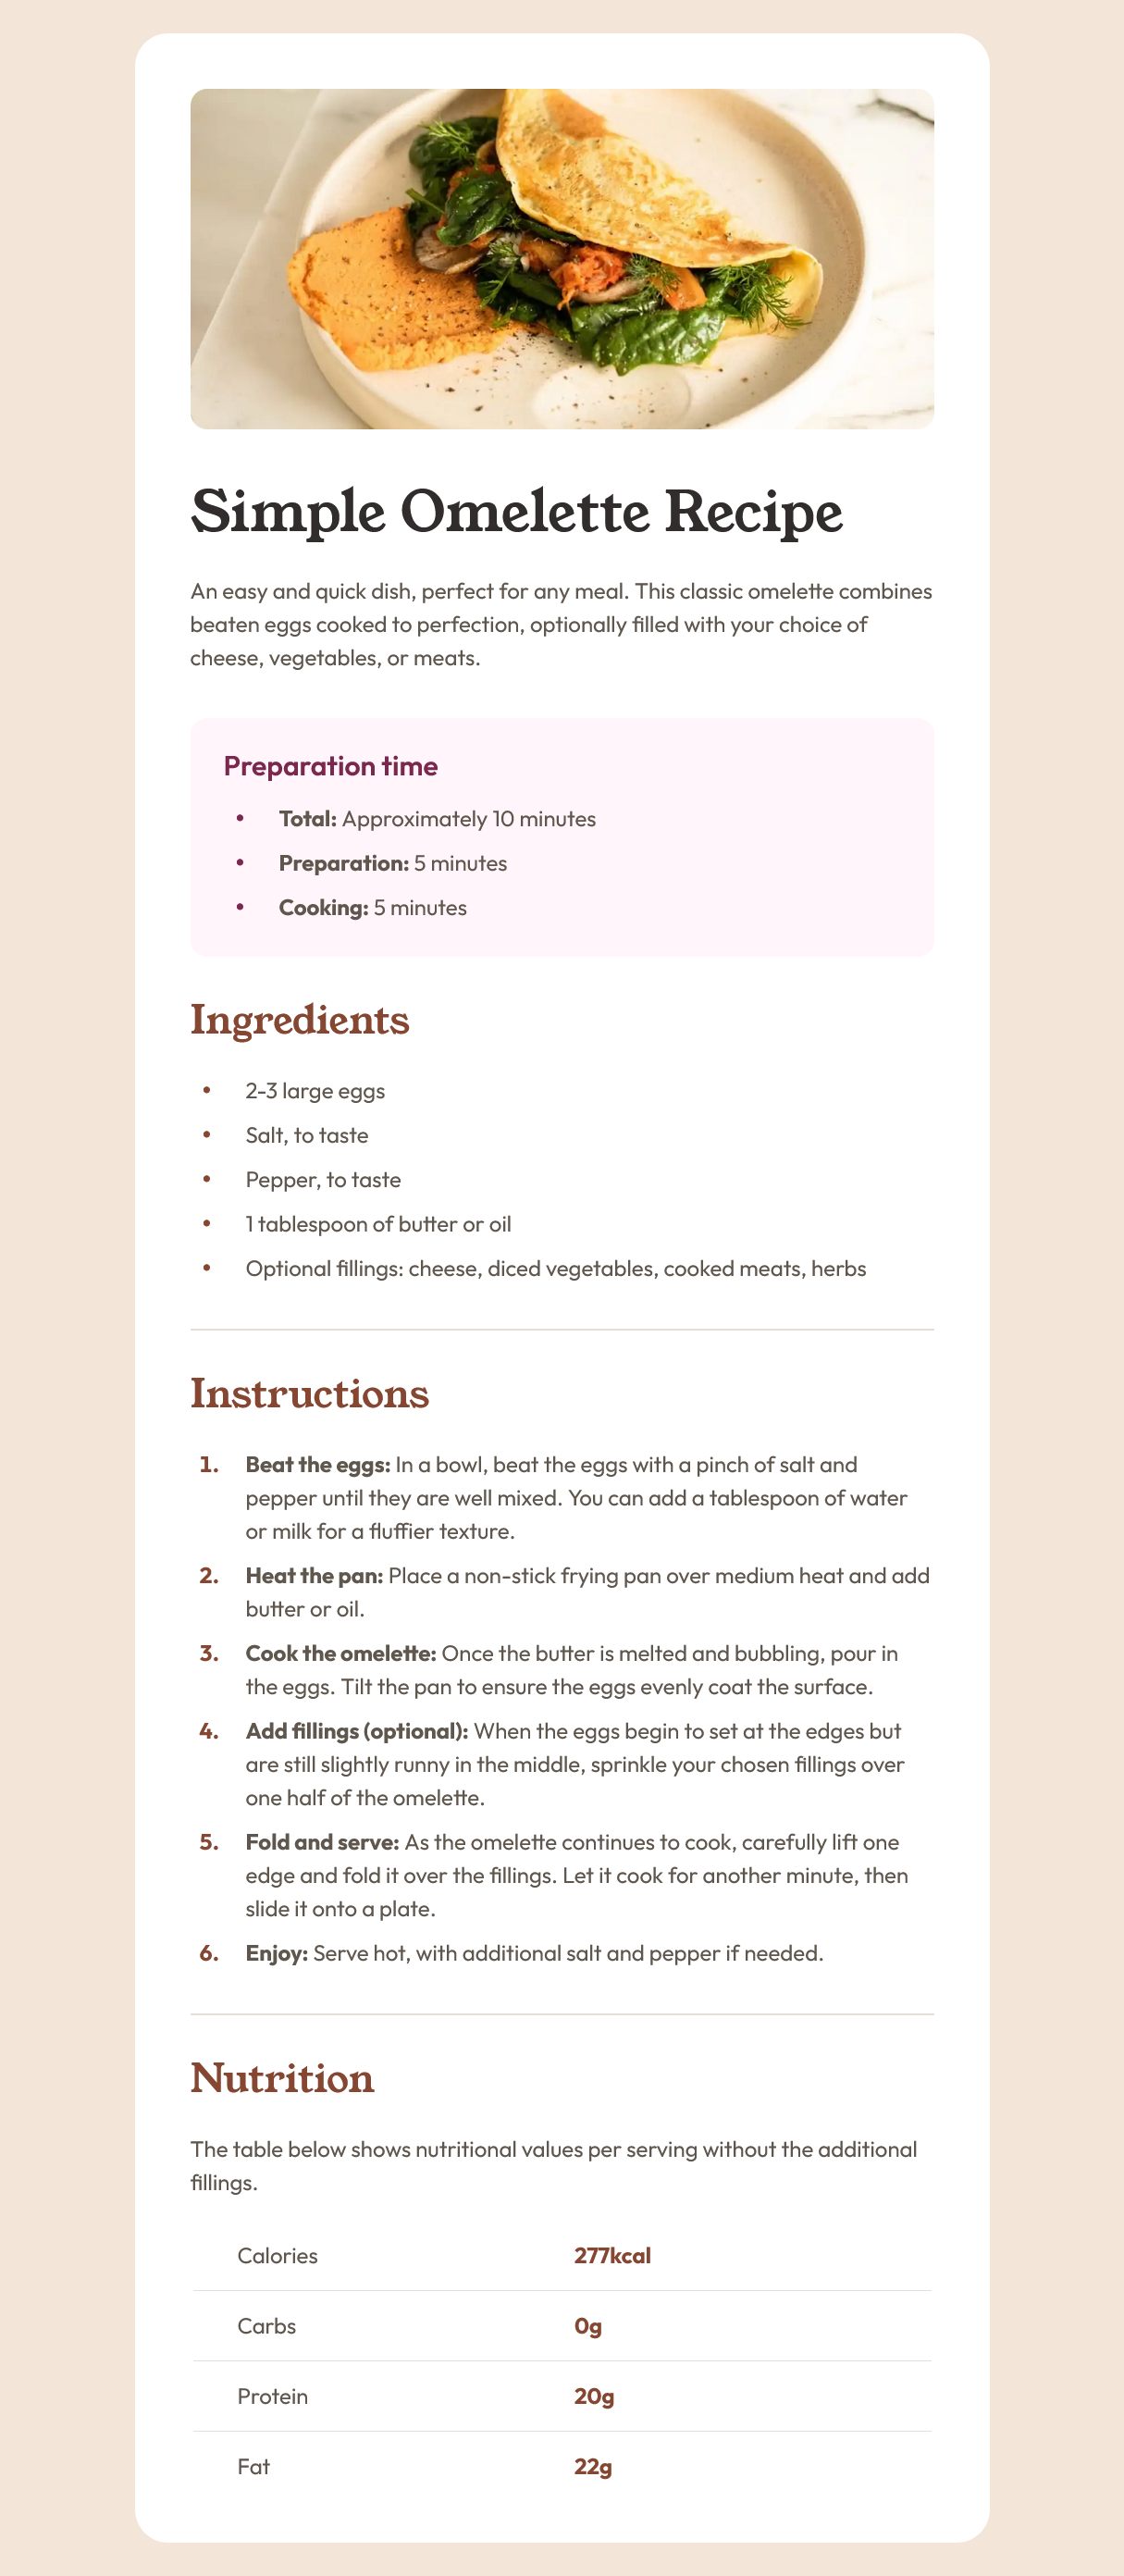 Simple Omelette Recipe
An easy and quick dish, perfect for any meal. This classic omelette combines
beaten eggs cooked to perfection, optionally filled with your choice of
cheese, vegetables, or meats.
Preparation time
• Total: Approximately 10 minutes
• Preparation: 5 minutes
• Cooking: 5 minutes
Ingredients
• 2-3 large eggs
• Salt, to taste
• Pepper, to taste
• 1 tablespoon of butter or oil
• Optional fillings: cheese, diced vegetables, cooked meats, herbs
Instructions
1. Beat the eggs: In a bowl, beat the eggs with a pinch of salt and
pepper until they are well mixed. You can add a tablespoon of water
or milk for a fluffier texture.
2. Heat the pan: Place a non-stick frying pan over medium heat and add
butter or oil.
3. Cook the omelette: Once the butter is melted and bubbling, pour in
the eggs. Tilt the pan to ensure the eggs evenly coat the surface.
4. Add fillings (optional): When the eggs begin to set at the edges but
are still slightly runny in the middle, sprinkle your chosen fillings over
one half of the omelette.
5. Fold and serve: As the omelette continues to cook, carefully lift one
edge and fold it over the fillings. Let it cook for another minute, then
slide it onto a plate.
6. Enjoy: Serve hot, with additional salt and pepper if needed.
Nutrition
The table below shows nutritional values per serving without the additional
fillings.
Calories 277kcal
Carbs 0g
Protein 20g
Fat 22g